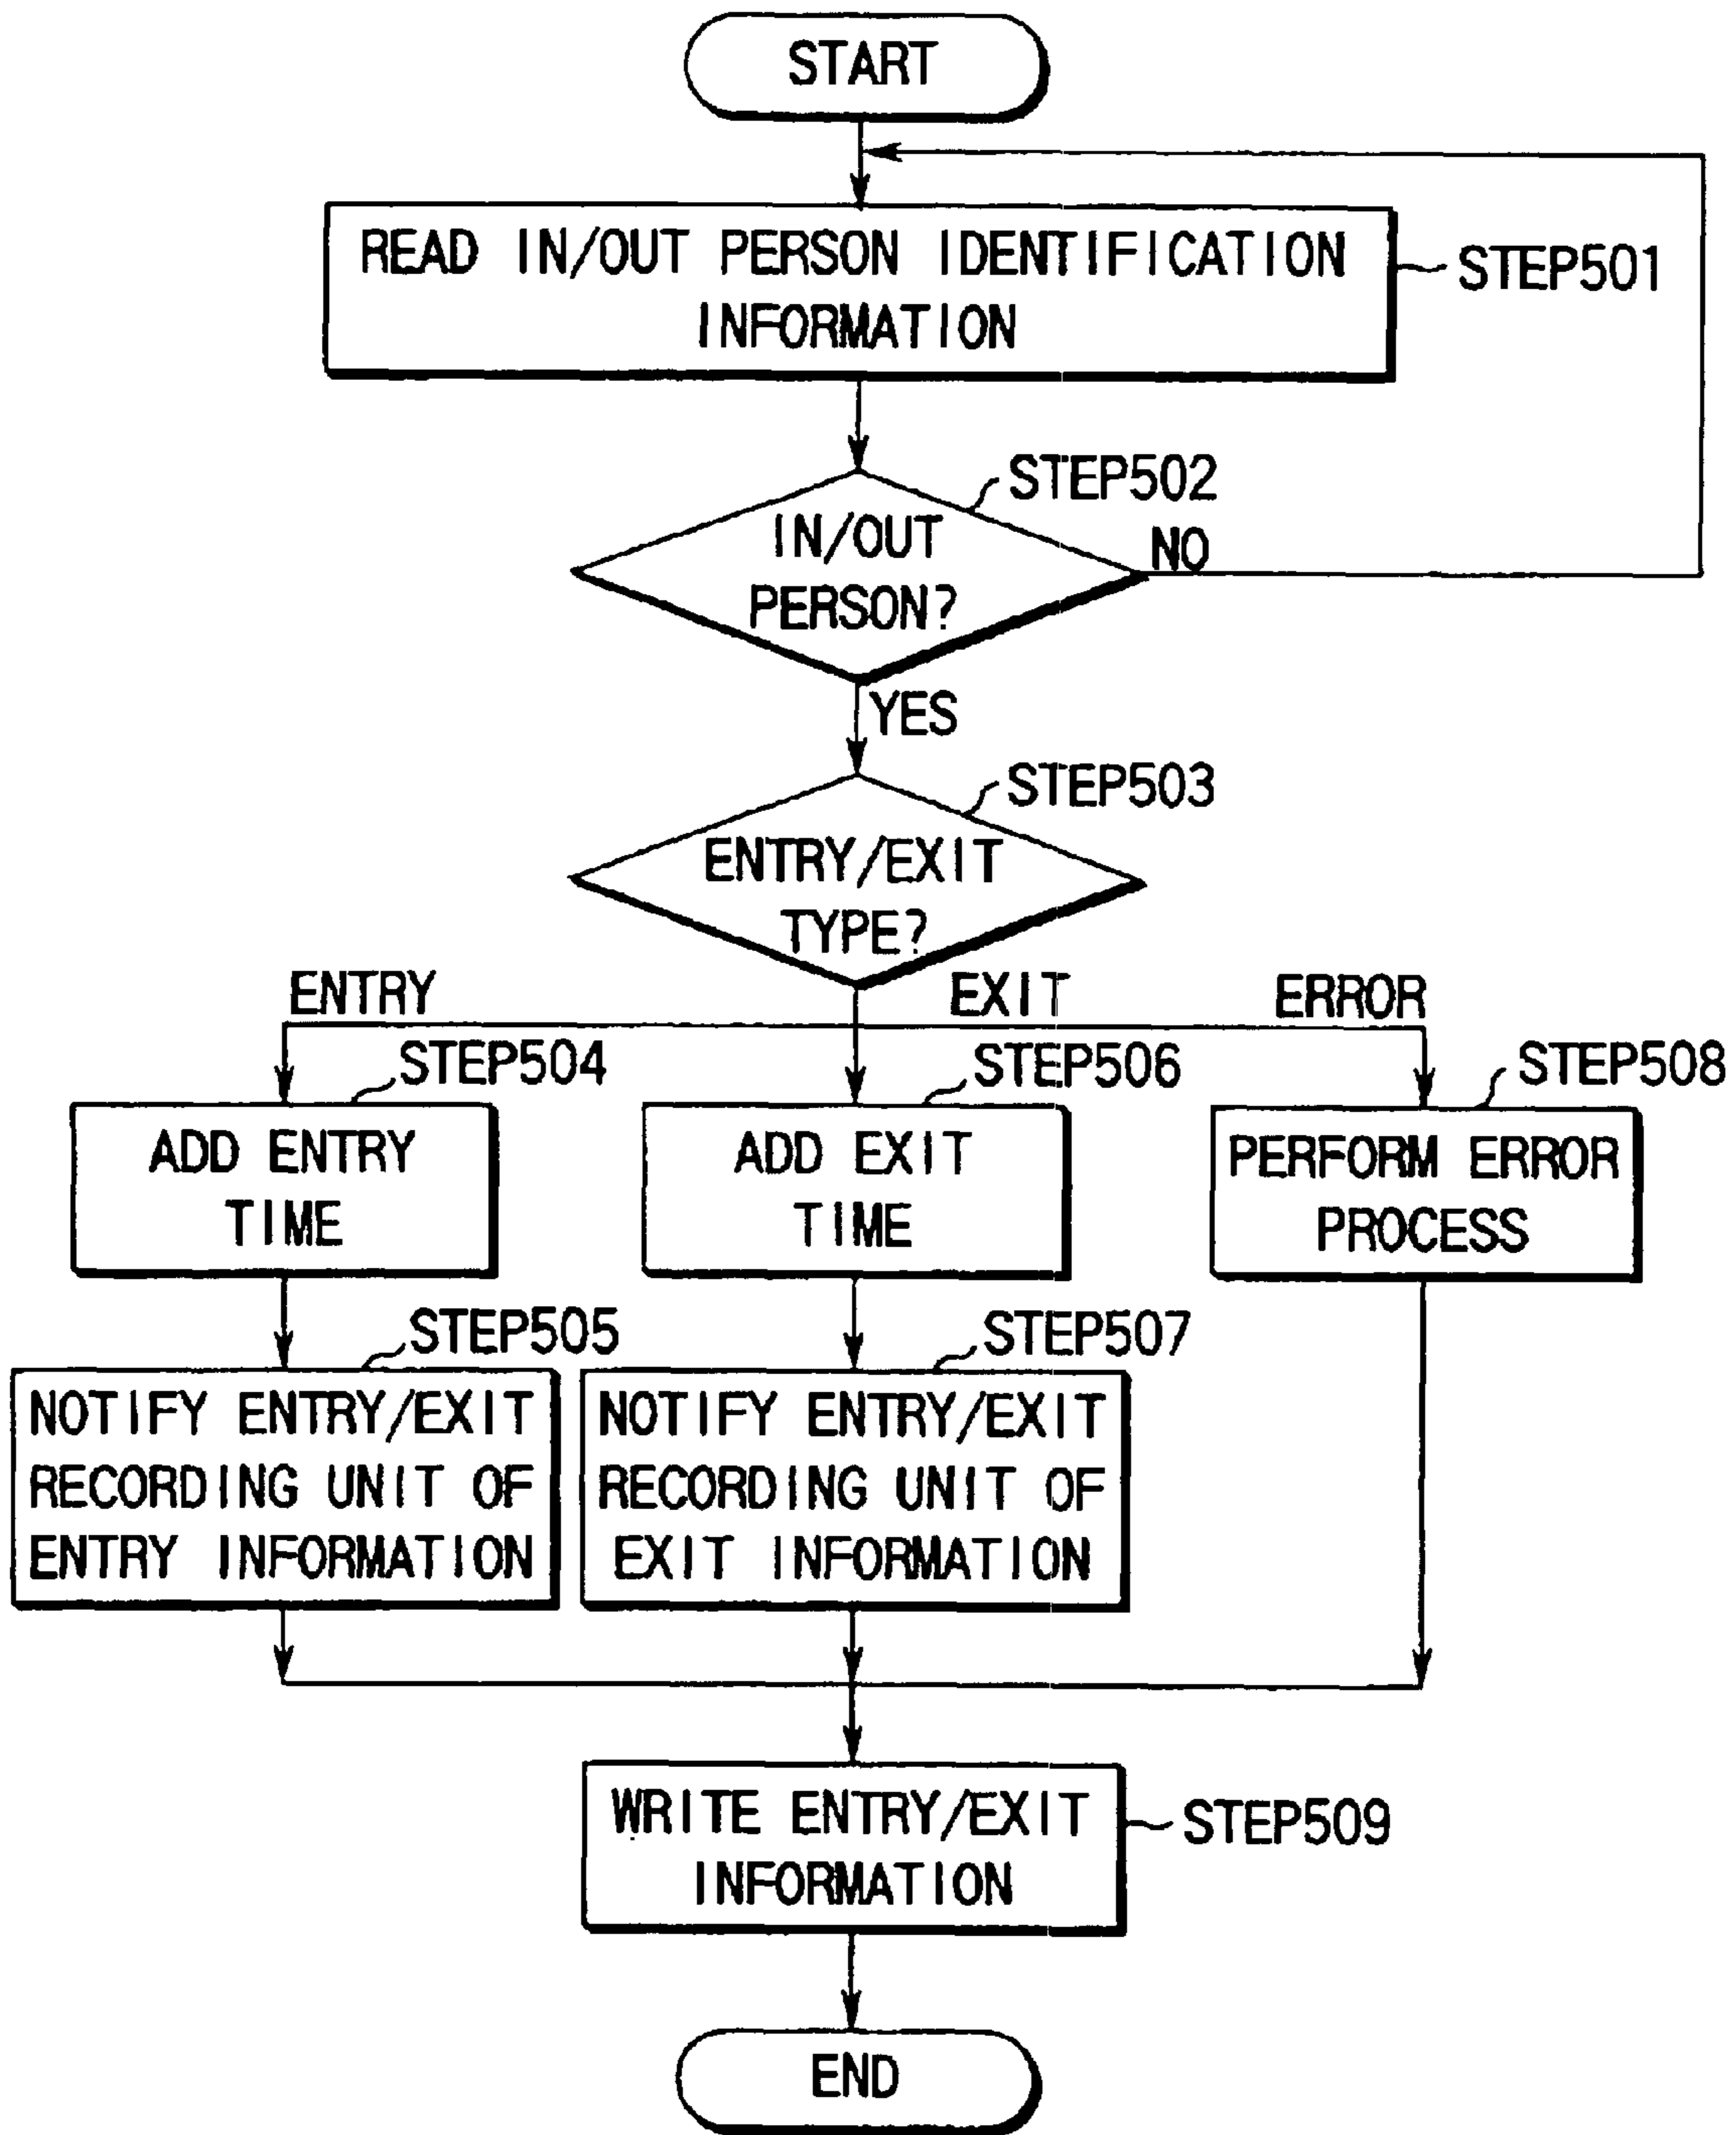 START
READ IN/OUT PERSON IDENTIFICATION
INFORMATION
STEP501
STEP502
IN/OUT
PERSON?
NO
YES
STEP503
ENTRY/EXIT
TYPE?
ENTRY
EXIT
ERROR
STEP504
STEP506
STEP508
ADD ENTRY
TIME
ADD EXIT
TIME
PERFORM ERROR
PROCESS
STEP505
STEP507
NOTIFY ENTRY/EXIT
RECORDING UNIT OF
ENTRY INFORMATION
NOTIFY ENTRY/EXIT
RECORDING UNIT OF
EXIT INFORMATION
WRITE ENTRY/EXIT
INFORMATION
STEP509
END